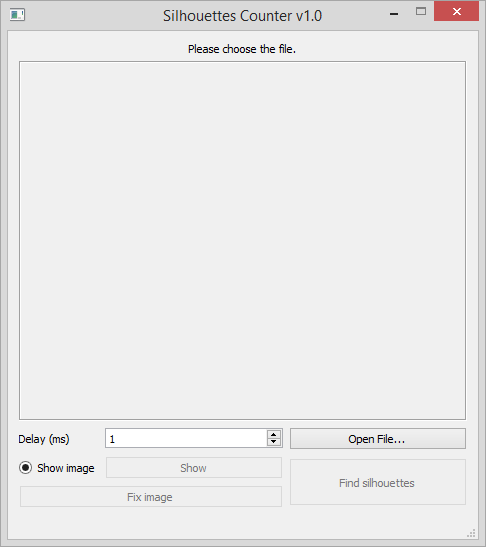 Silhouettes Counter v1.0
Please choose the file.
Delay (ms)
1
Open File...
Show image
Show
Find silhouettes
Fix image